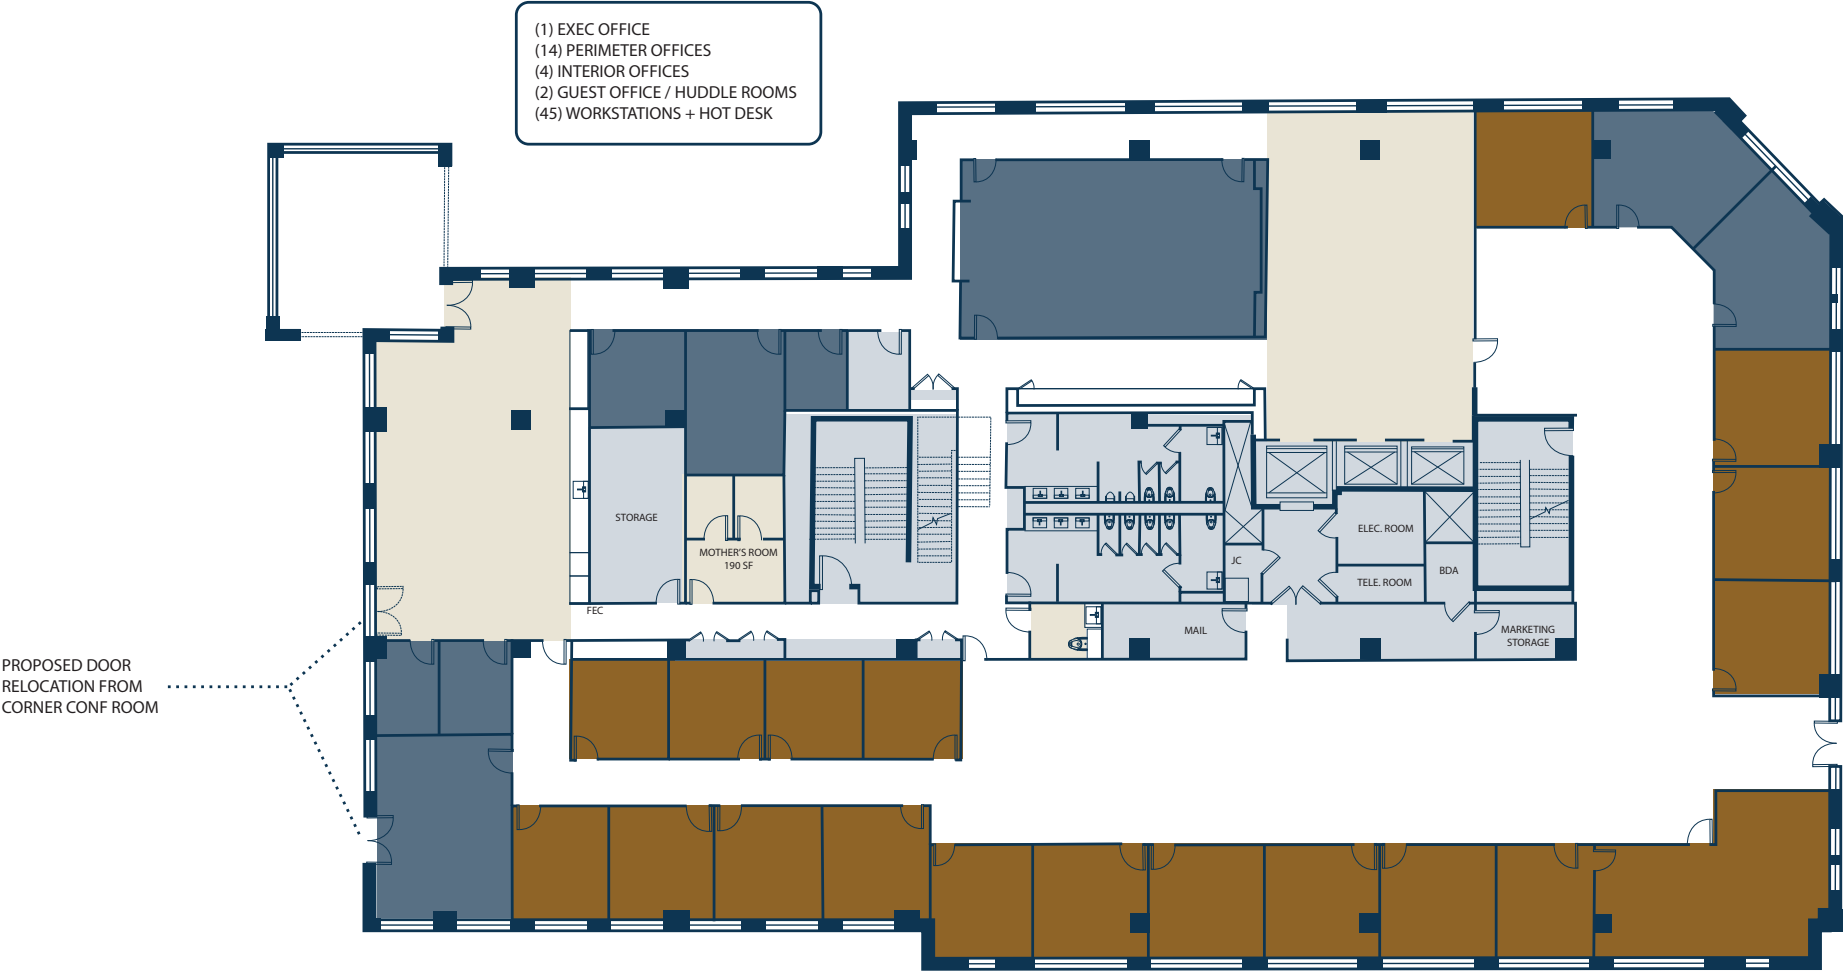 (1) EXEC OFFICE
(14) PERIMETER OFFICES
(4) INTERIOR OFFICES
(2) GUEST OFFICE / HUDDLE ROOMS
(45) WORKSTATIONS + HOT DESK
STORAGE
MOTHER'S ROOM
190 SF
ELEC. ROOM
JC
BDA
TELE. ROOM
FEC
MAIL
MARKETING
STORAGE
PROPOSED DOOR
RELOCATION FROM
CORNER CONF ROOM